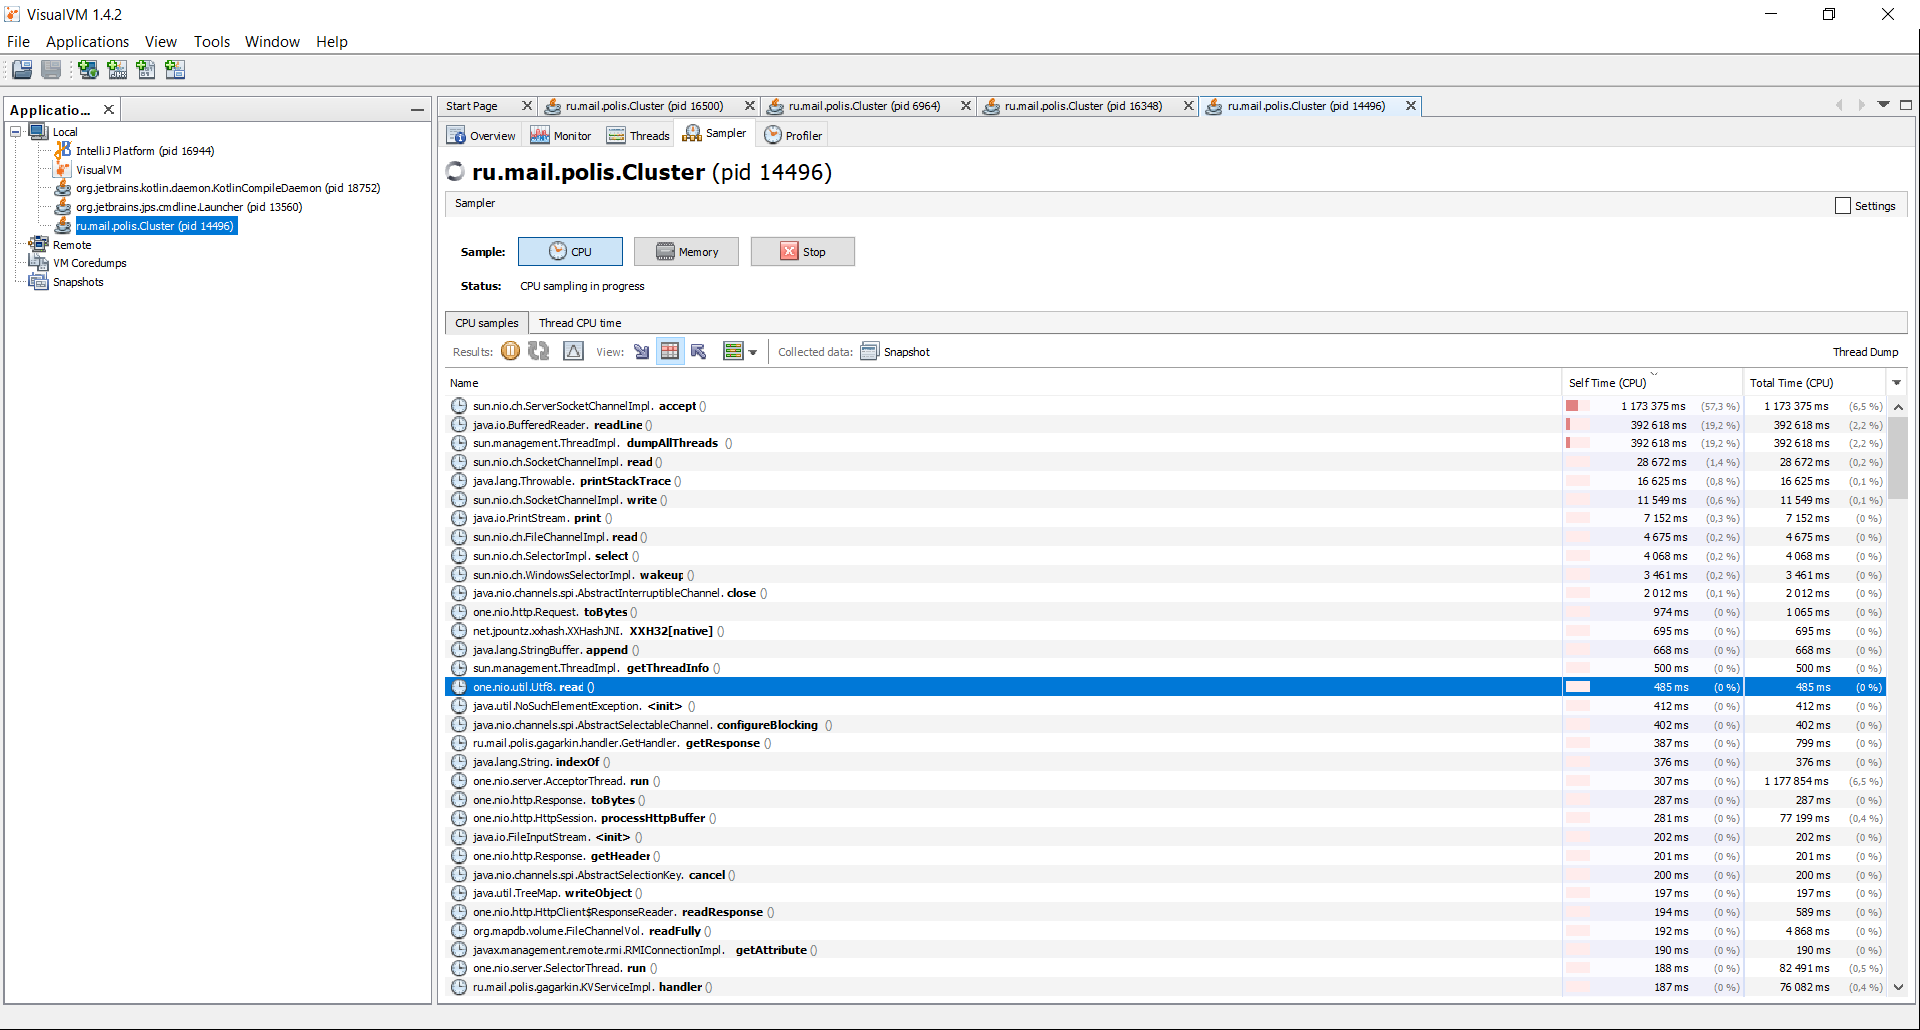 VisualVM 1.4.2
File Applications View Tools Window Help
Applicatio...
Start Page
ru.mail.polis.Cluster (pid 16500)
ru.mail.polis.Cluster (pid 6964)
ru.mail.polis.Cluster (pid 16348)
ru.mail.polis.Cluster (pid 14496)
Local
IntelliJ Platform (pid 16944)
VisualVM
org.jetbrains.kotlin.daemon.KotlinCompileDaemon (pid 18752)
org.jetbrains.jps.cmdline.Launcher (pid 13560)
ru.mail.polis.Cluster (pid 14496)
Remote
VM Coredumps
Snapshots
Overview Monitor Threads Sampler Profiler
ru.mail.polis.Cluster (pid 14496)
Sampler
Settings
Sample: CPU Memory Stop
Status: CPU sampling in progress
CPU samples Thread CPU time
Results: View: Collected data: Snapshot Thread Dump
Name Self Time (CPU) Total Time (CPU)
sun.nio.ch.ServerSocketChannelImpl.accept () 1 173 375 ms (57,3 %) 1 173 375 ms (6,5 %)
java.io.BufferedReader.readLine () 392 618 ms (19,2 %) 392 618 ms (2,2 %)
sun.management.ThreadImpl.dumpAllThreads () 392 618 ms (19,2 %) 392 618 ms (2,2 %)
sun.nio.ch.SocketChannelImpl.read () 28 672 ms (1,4 %) 28 672 ms (0,2 %)
java.lang.Throwable.printStackTrace () 16 625 ms (0,8 %) 16 625 ms (0,1 %)
sun.nio.ch.SocketChannelImpl.write () 11 549 ms (0,6 %) 11 549 ms (0,1 %)
java.io.PrintStream.print () 7 152 ms (0,3 %) 7 152 ms (0 %)
sun.nio.ch.FileChannelImpl.read () 4 675 ms (0,2 %) 4 675 ms (0 %)
sun.nio.ch.SelectorImpl.select () 4 068 ms (0,2 %) 4 068 ms (0 %)
sun.nio.ch.WindowsSelectorImpl.wakeup () 3 461 ms (0,2 %) 3 461 ms (0 %)
java.nio.channels.spi.AbstractInterruptibleChannel.close () 2 012 ms (0,1 %) 2 012 ms (0 %)
one.nio.http.Request.toBytes () 974 ms (0 %) 1 065 ms (0 %)
net.jpountz.xxhash.XXHashJNI.XXH32[native] () 695 ms (0 %) 695 ms (0 %)
java.lang.StringBuffer.append () 668 ms (0 %) 668 ms (0 %)
sun.management.ThreadImpl.getThreadInfo () 500 ms (0 %) 500 ms (0 %)
one.nio.util.Utf8.read () 485 ms (0 %) 485 ms (0 %)
java.util.NoSuchElementException.<init> () 412 ms (0 %) 412 ms (0 %)
java.nio.channels.spi.AbstractSelectableChannel.configureBlocking () 402 ms (0 %) 402 ms (0 %)
ru.mail.polis.gagarkin.handler.GetHandler.getResponse () 387 ms (0 %) 799 ms (0 %)
java.lang.String.indexOf () 376 ms (0 %) 376 ms (0 %)
one.nio.server.AcceptorThread.run () 307 ms (0 %) 1 177 854 ms (6,5 %)
one.nio.http.Response.toBytes () 287 ms (0 %) 287 ms (0 %)
one.nio.http.HttpSession.processHttpBuffer () 281 ms (0 %) 77 199 ms (0,4 %)
java.io.FileInputStream.<init> () 202 ms (0 %) 202 ms (0 %)
one.nio.http.Response.getHeader () 201 ms (0 %) 201 ms (0 %)
java.nio.channels.spi.AbstractSelectionKey.cancel () 200 ms (0 %) 200 ms (0 %)
java.util.TreeMap.writeObject () 197 ms (0 %) 197 ms (0 %)
one.nio.http.HttpClient$ResponseReader.readResponse () 194 ms (0 %) 589 ms (0 %)
org.mapdb.volume.FileChannelVol.readFully () 192 ms (0 %) 4 868 ms (0 %)
javax.management.remote.rmi.RMIConnectionImpl.getAttribute () 190 ms (0 %) 190 ms (0 %)
one.nio.server.SelectorThread.run () 188 ms (0 %) 82 491 ms (0,5 %)
ru.mail.polis.gagarkin.KVServiceImpl.handler () 187 ms (0 %) 76 082 ms (0,4 %)